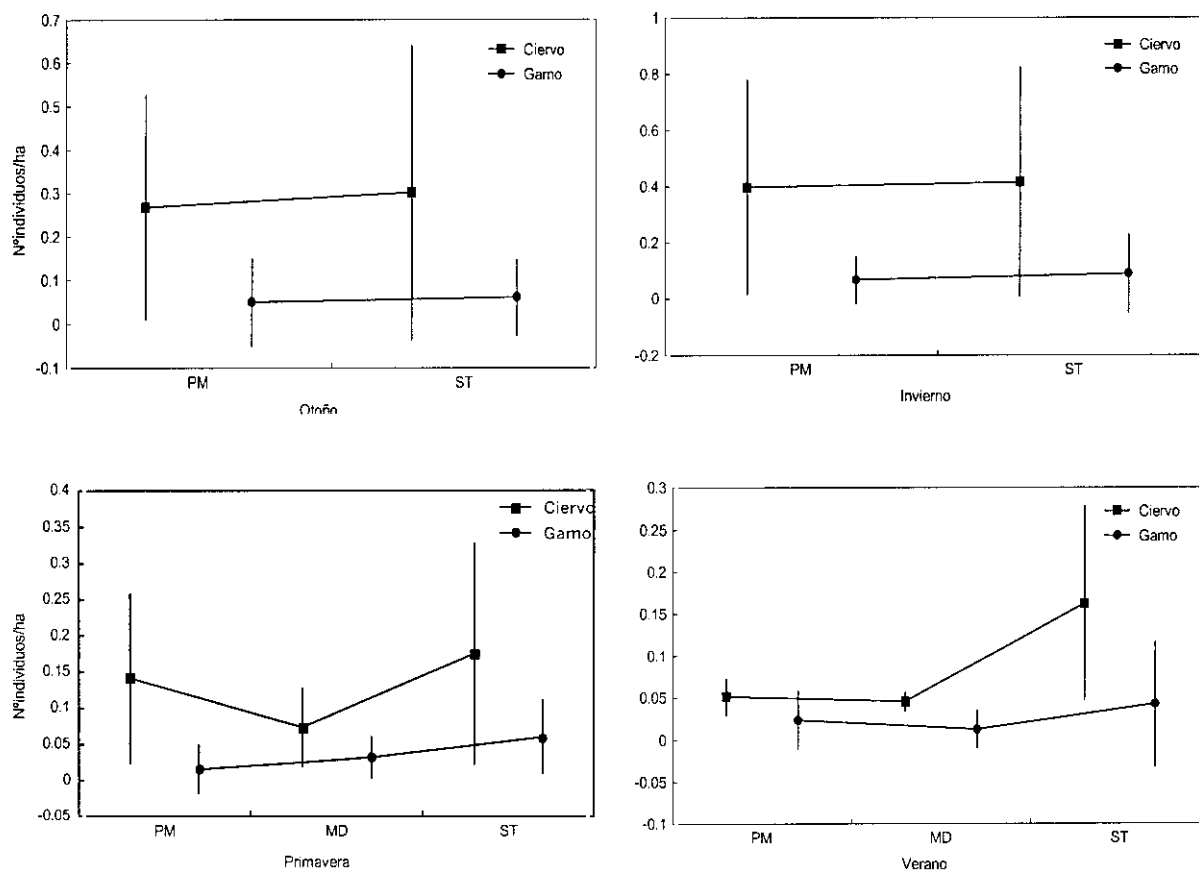 0.7
0.6
0.5
0.4
0.3
0.2
0.1
0
-0.1
Nºindividuos/ha
Ciervo
Gamo
PM ST
Otoño
1
0.8
0.6
0.4
0.2
0
-0.2
Ciervo
Gamo
PM ST
Invierno
0.4
0.35
0.3
0.25
0.2
0.15
0.1
0.05
0
-0.05
Nºindividuos/ha
Ciervo
Gamo
PM MD ST
Primavera
0.3
0.25
0.2
0.15
0.1
0.05
0
-0.05
-0.1
Ciervo
Gamo
PM MD ST
Verano